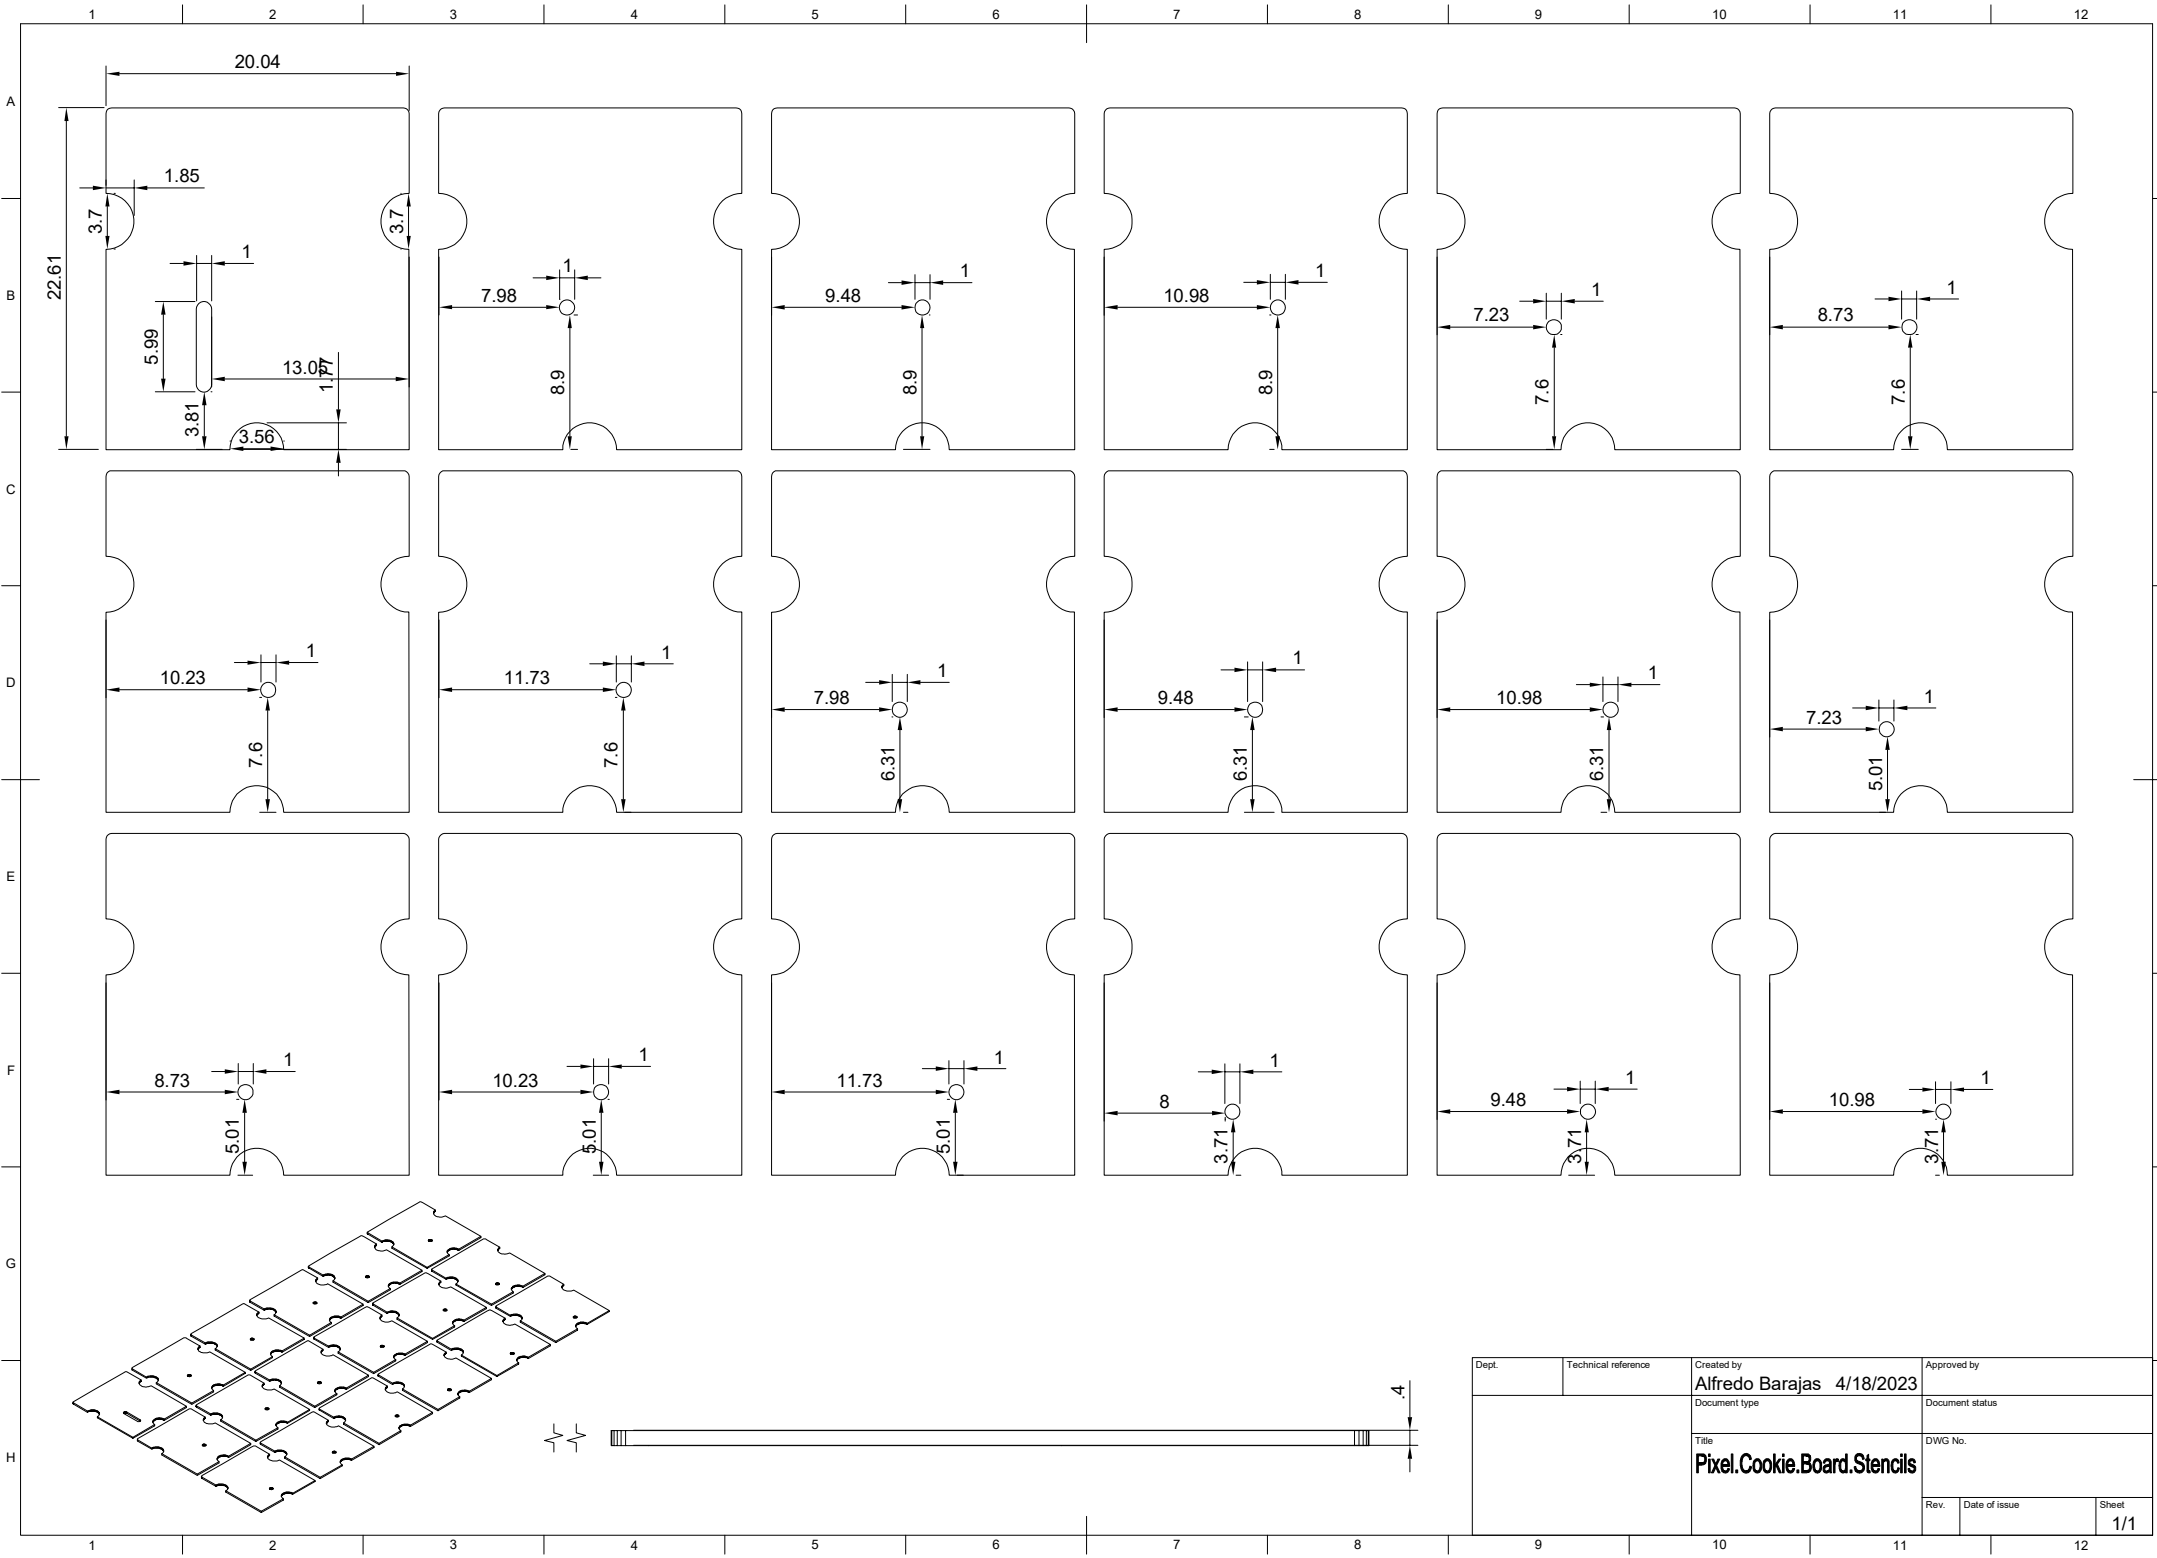 1 2 3 4 5 6 7 8 9 10 11 12
A
20.04
1.85
3.7 3.7
B
22.61
1 1 1 1 1 1
7.98 9.48 10.98 7.23 8.73
5.99
13.05 1.77
8.9 8.9 8.9 7.6 7.6
3.81
3.56
C
D
1 1 1 1 1 1
10.23 11.73 7.98 9.48 10.98 7.23
7.6 7.6 6.31 6.31 6.31 5.01
E
F
1 1 1 1 1 1
8.73 10.23 11.73 8 9.48 10.98
5.01 5.01 5.01 3.71 3.71 3.71
G
H
.4
Dept. Technical reference Created by Approved by
Alfredo Barajas 4/18/2023
Document type Document status
Title DWG No.
Pixel.Cookie.Board.Stencils
Rev. Date of issue Sheet
1/1
1 2 3 4 5 6 7 8 9 10 11 12